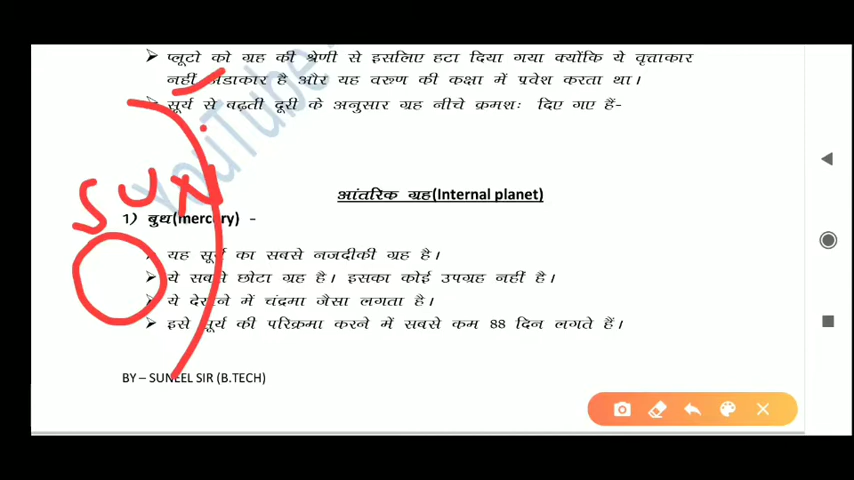 ➢ प्लूटो को ग्रह की श्रेणी से इसलिए हटा दिया गया क्योंकि ये वृत्ताकार
नहीं अंडाकार है और यह वरुण की कक्षा में प्रवेश करता था।
➢ सूर्य से बढ़ती दूरी के अनुसार ग्रह नीचे क्रमशः दिए गए हैं-
YouTube
SUN
आंतरिक ग्रह(Internal planet)
1) बुध(mercury) -
➢ यह सूर्य का सबसे नजदीकी ग्रह है।
➢ ये सबसे छोटा ग्रह है। इसका कोई उपग्रह नहीं है।
➢ ये देखने में चंद्रमा जैसा लगता है।
➢ इसे सूर्य की परिक्रमा करने में सबसे कम 88 दिन लगते हैं।
BY – SUNEEL SIR (B.TECH)